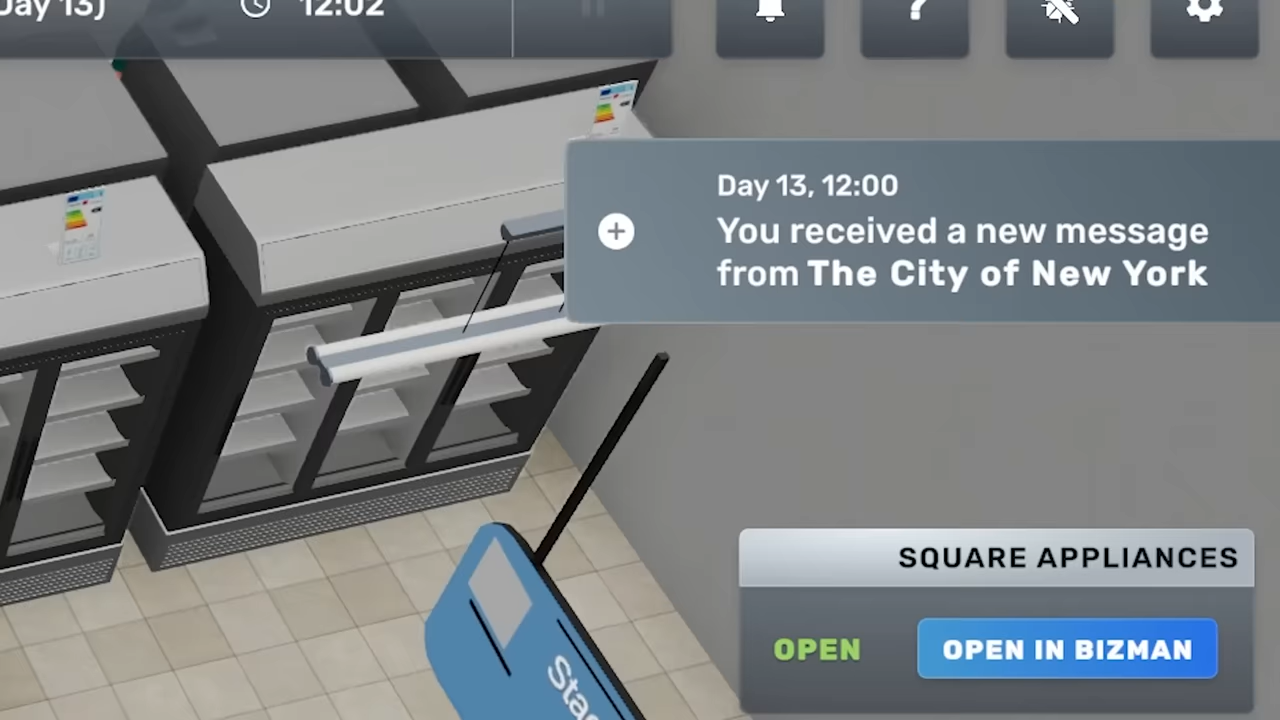 Day 13)
12:02
?
Day 13, 12:00
You received a new message
from The City of New York
SQUARE APPLIANCES
OPEN
OPEN IN BIZMAN